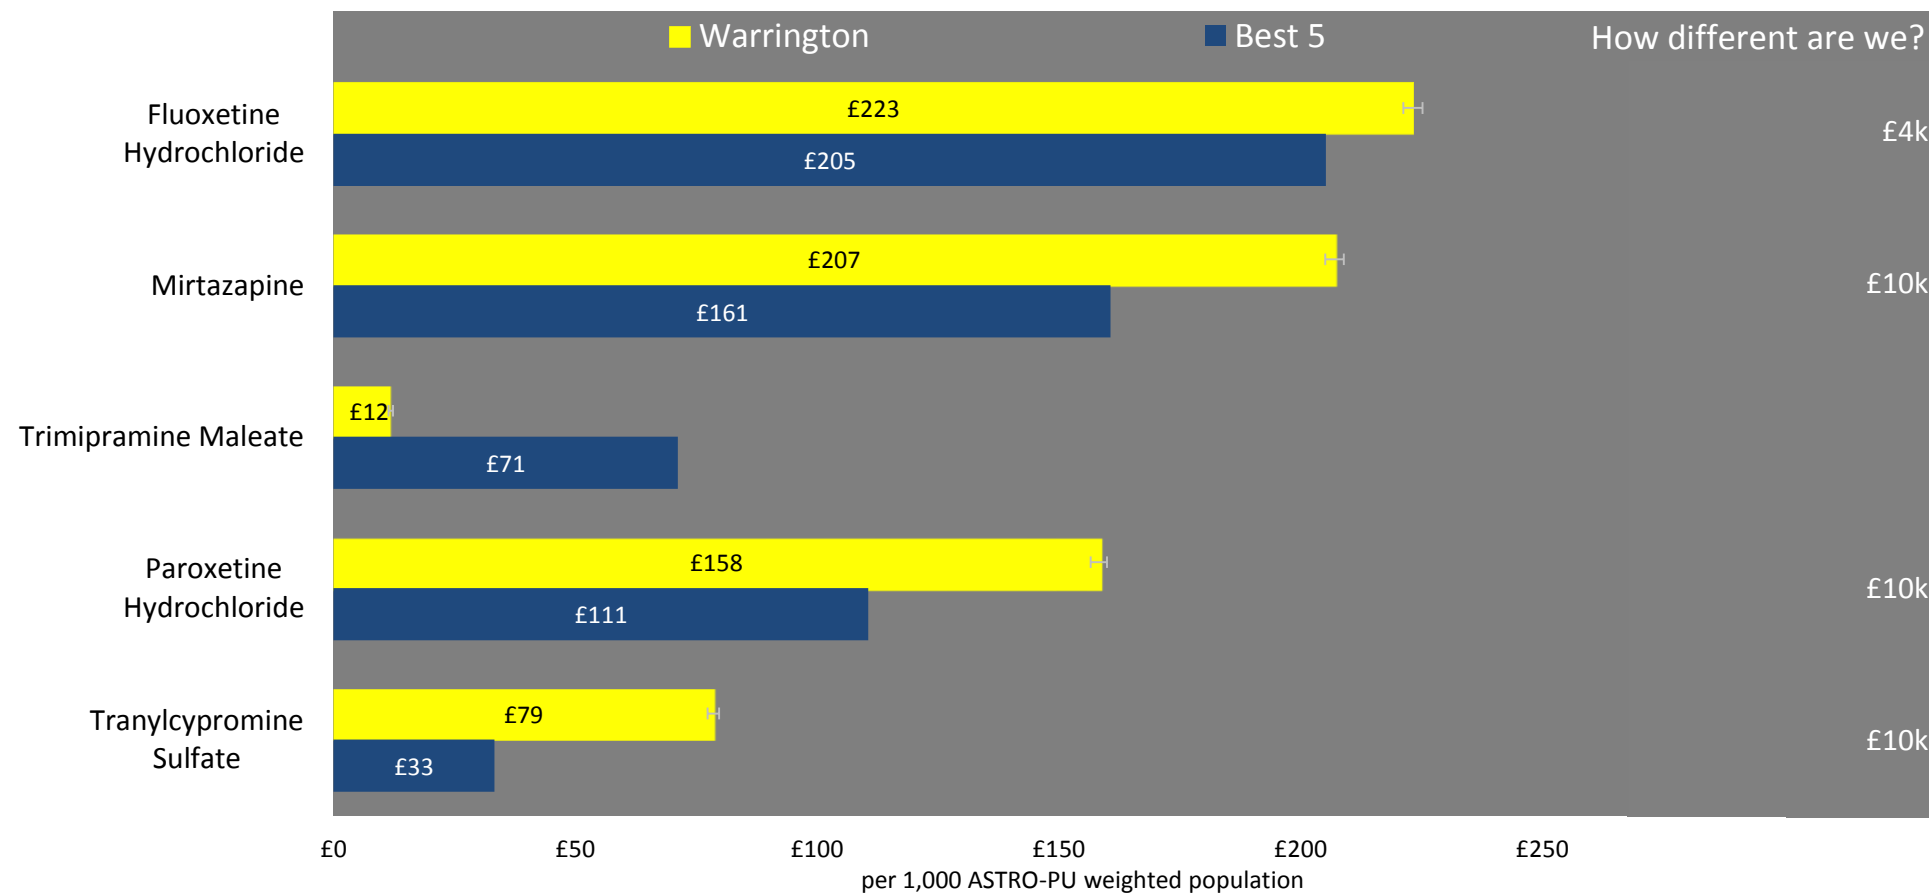 Warrington Best 5 How different are we?
Fluoxetine
Hydrochloride
£223
£205
£4k
Mirtazapine
£207
£161
£10k
Trimipramine Maleate
£12
£71
Paroxetine
Hydrochloride
£158
£111
£10k
Tranylcypromine
Sulfate
£79
£33
£10k
£0 £50 £100 £150 £200 £250
per 1,000 ASTRO-PU weighted population